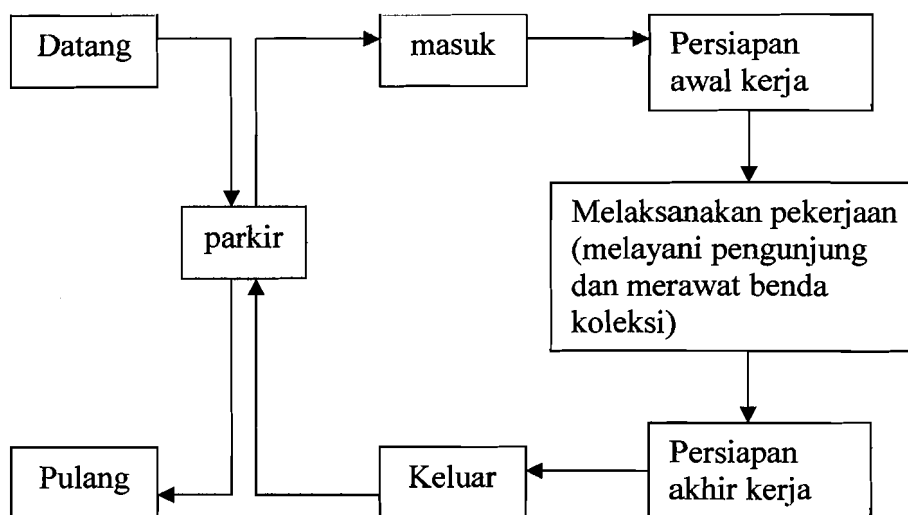 Datang
masuk
Persiapan
awal kerja
parkir
Melaksanakan pekerjaan
(melayani pengunjung
dan merawat benda
koleksi)
Pulang
Keluar
Persiapan
akhir kerja